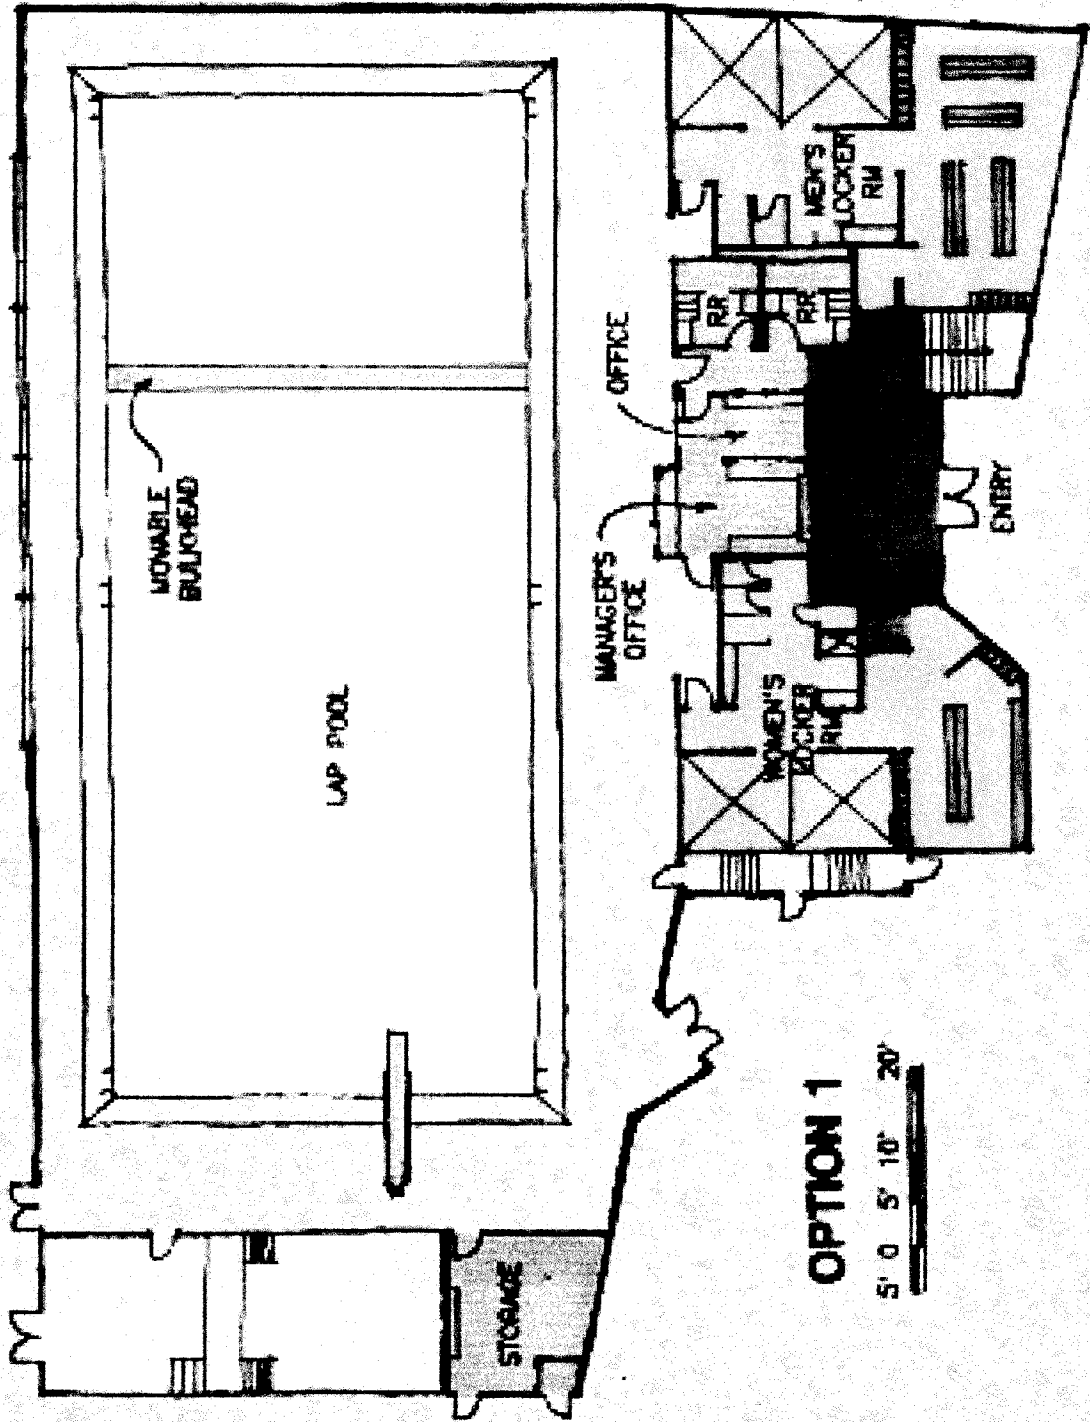 MOVABLE
BULKHEAD
LAP POOL
STORAGE
OFFICE
MANAGER'S
OFFICE
RR
RR
MEN'S
LOCKER
RM
WOMEN'S
LOCKER
RM
ENTRY
OPTION 1
5' 0 5' 10' 20'